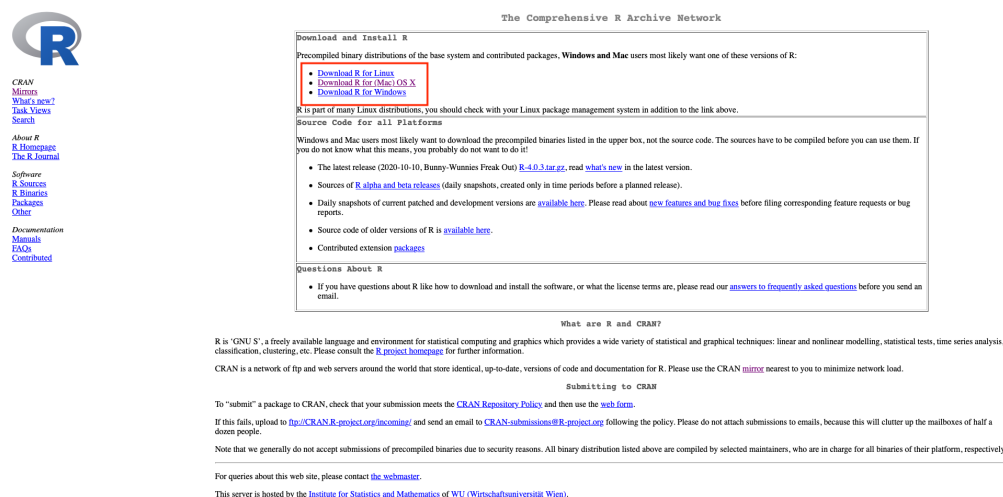 R
CRAN
Mirrors
What's new?
Task Views
Search
About R
R Homepage
The R Journal
Software
R Sources
R Binaries
Packages
Other
Documentation
Manuals
FAQs
Contributed
The Comprehensive R Archive Network
Download and Install R
Precompiled binary distributions of the base system and contributed packages, Windows and Mac users most likely want one of these versions of R:
• Download R for Linux
• Download R for (Mac) OS X
• Download R for Windows
R is part of many Linux distributions, you should check with your Linux package management system in addition to the link above.
Source Code for all Platforms
Windows and Mac users most likely want to download the precompiled binaries listed in the upper box, not the source code. The sources have to be compiled before you can use them. If
you do not know what this means, you probably do not want to do it!
• The latest release (2020-10-10, Bunny-Wunnies Freak Out) R-4.0.3.tar.gz, read what's new in the latest version.
• Sources of R alpha and beta releases (daily snapshots, created only in time periods before a planned release).
• Daily snapshots of current patched and development versions are available here. Please read about new features and bug fixes before filing corresponding feature requests or bug
reports.
• Source code of older versions of R is available here.
• Contributed extension packages
Questions About R
• If you have questions about R like how to download and install the software, or what the license terms are, please read our answers to frequently asked questions before you send an
email.
What are R and CRAN?
R is ‘GNU S’, a freely available language and environment for statistical computing and graphics which provides a wide variety of statistical and graphical techniques: linear and nonlinear modelling, statistical tests, time series analysis,
classification, clustering, etc. Please consult the R project homepage for further information.
CRAN is a network of ftp and web servers around the world that store identical, up-to-date, versions of code and documentation for R. Please use the CRAN mirror nearest to you to minimize network load.
Submitting to CRAN
To “submit” a package to CRAN, check that your submission meets the CRAN Repository Policy and then use the web form.
If this fails, upload to ftp://CRAN.R-project.org/incoming/ and send an email to CRAN-submissions@R-project.org following the policy. Please do not attach submissions to emails, because this will clutter up the mailboxes of half a
dozen people.
Note that we generally do not accept submissions of precompiled binaries due to security reasons. All binary distribution listed above are compiled by selected maintainers, who are in charge for all binaries of their platform, respectively
For queries about this web site, please contact the webmaster.
This server is hosted by the Institute for Statistics and Mathematics of WU (Wirtschaftsuniversität Wien).